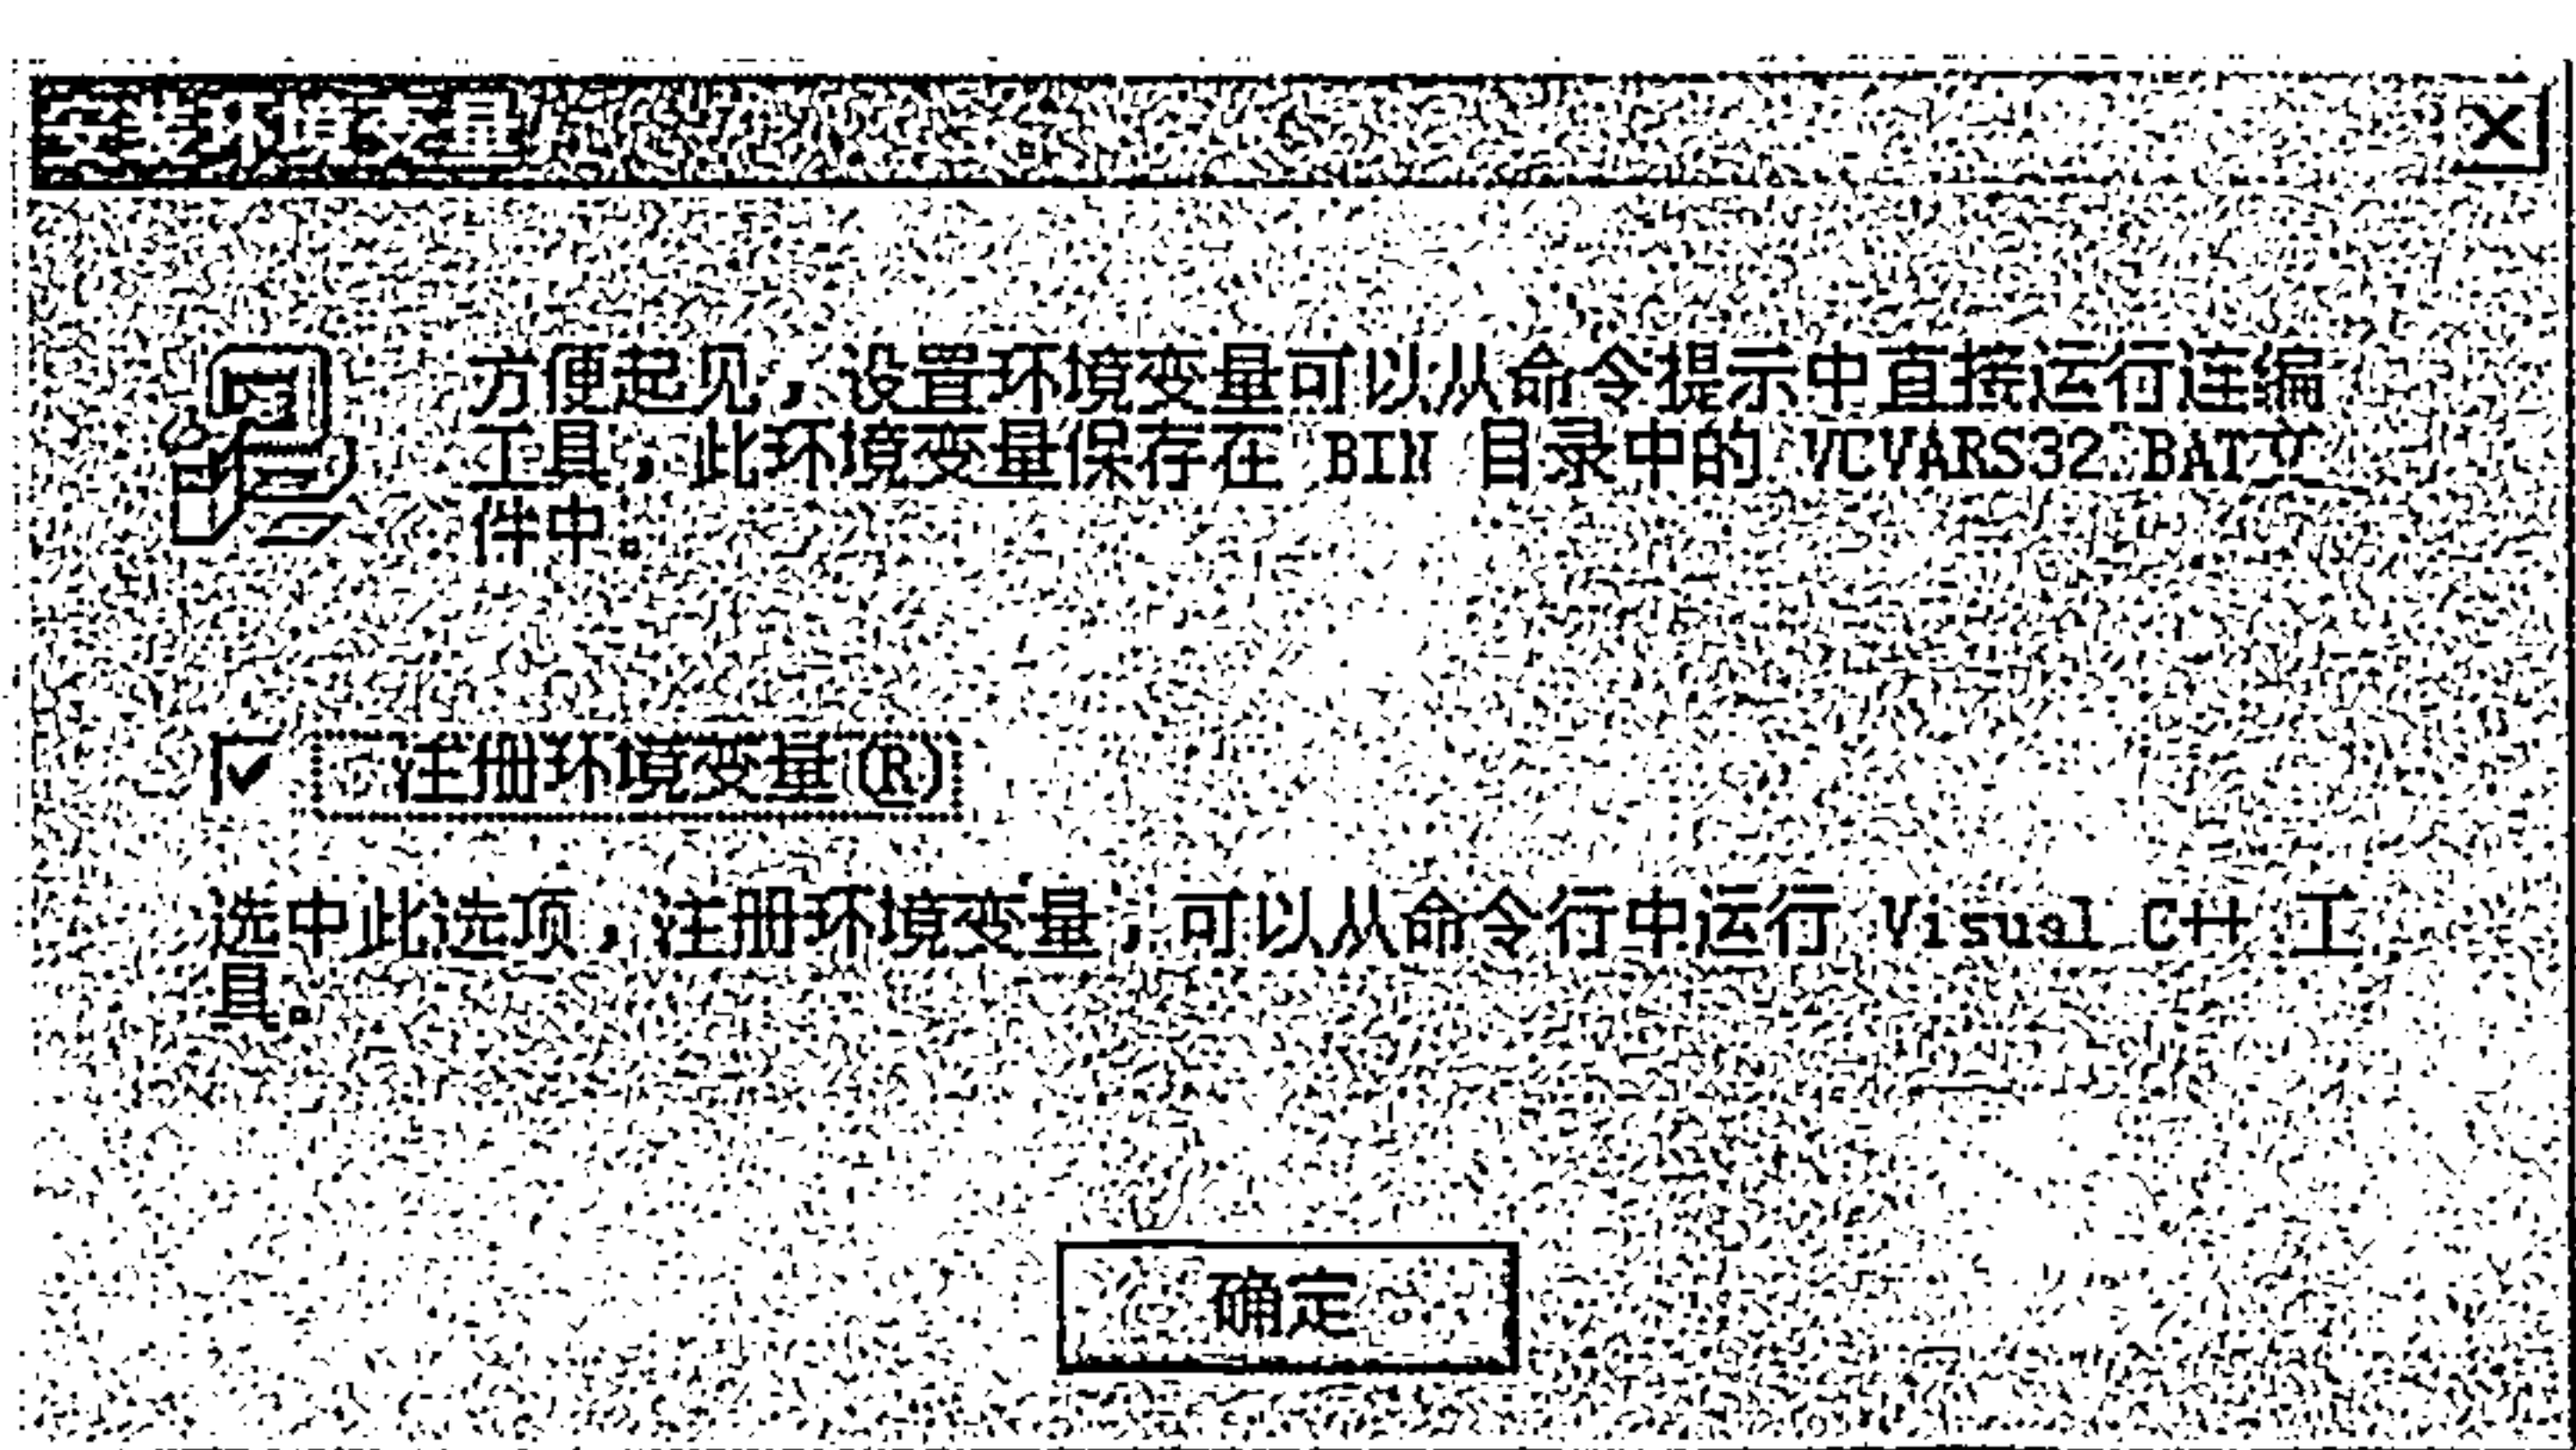 安装环境变量
方便起见，设置环境变量可以从命令提示中直接运行连编
工具，此环境变量保存在 BIN 目录中的 VCVARS32.BAT文
件中。
注册环境变量(R)
选中此选项，注册环境变量，可以从命令行中运行 Visual C++ 工
具。
确定